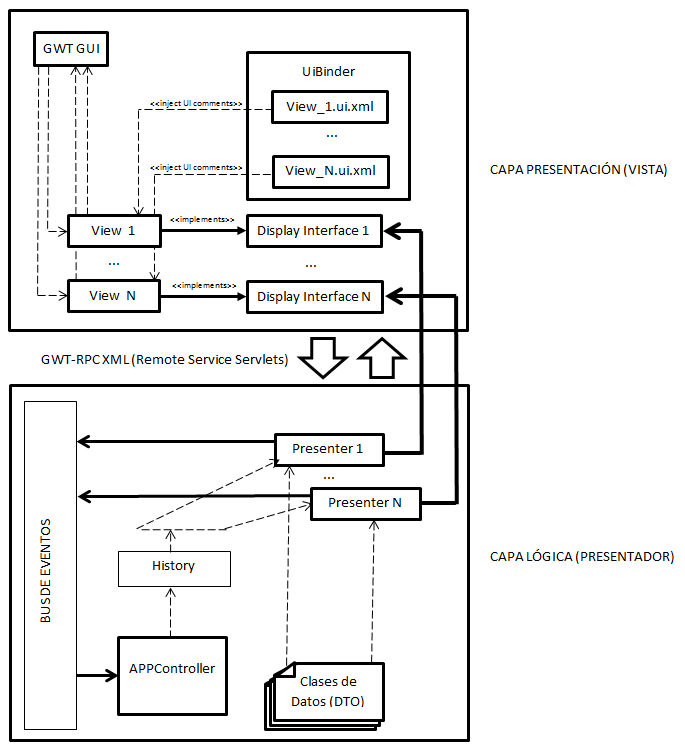 GWT GUI
UiBinder
<<inject UI comments>>
View_1.ui.xml
...
<<inject UI comments>>
View_N.ui.xml
CAPA PRESENTACIÓN (VISTA)
View 1
<<implements>>
Display Interface 1
...
...
View N
<<implements>>
Display Interface N
GWT-RPC XML (Remote Service Servlets)
Presenter 1
...
Presenter N
BUS DE EVENTOS
History
CAPA LÓGICA (PRESENTADOR)
APPController
Clases de
Datos (DTO)